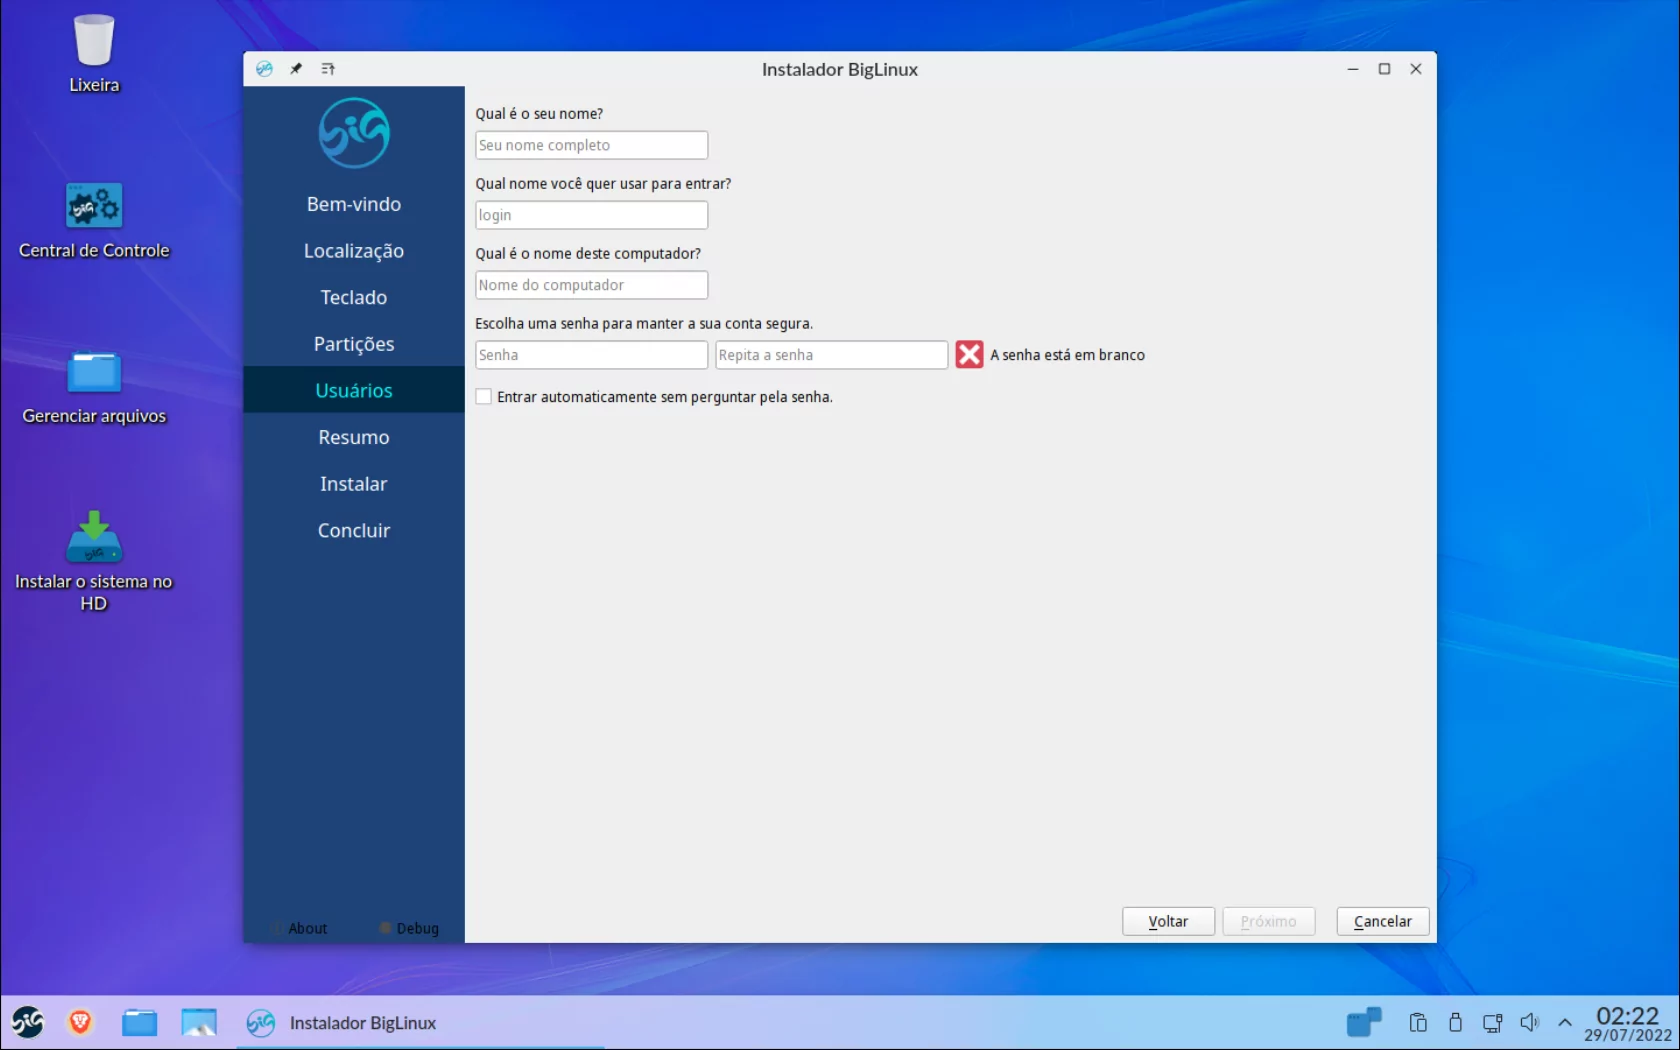 Lixeira
Central de Controle
Gerenciar arquivos
Instalar o sistema no
HD
Instalador BigLinux
big
Bem-vindo
Localização
Teclado
Partições
Usuários
Resumo
Instalar
Concluir
About
Debug
Qual é o seu nome?
Seu nome completo
Qual nome você quer usar para entrar?
login
Qual é o nome deste computador?
Nome do computador
Escolha uma senha para manter a sua conta segura.
Senha
Repita a senha
A senha está em branco
Entrar automaticamente sem perguntar pela senha.
Voltar
Próximo
Cancelar
Instalador BigLinux
02:22
29/07/2022